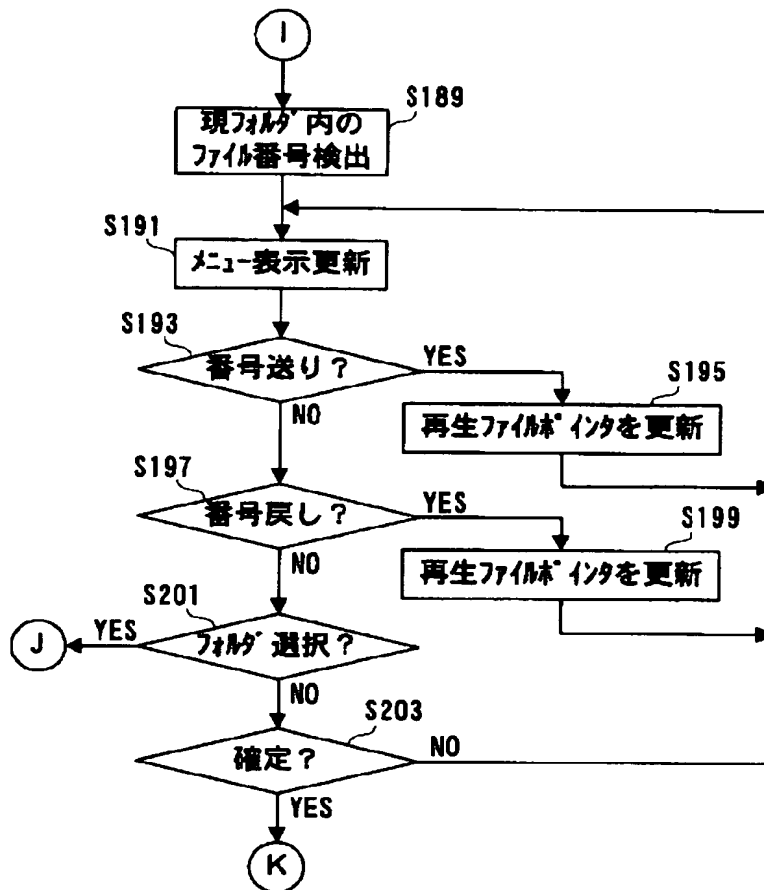 I
S189
現フォルダ内の
ファイル番号検出
S191
メニュー表示更新
S193
番号送り?
YES
NO
S195
再生ファイルポインタを更新
S197
番号戻し?
YES
NO
S199
再生ファイルポインタを更新
S201
フォルダ選択?
YES
J
NO
S203
確定?
NO
YES
K